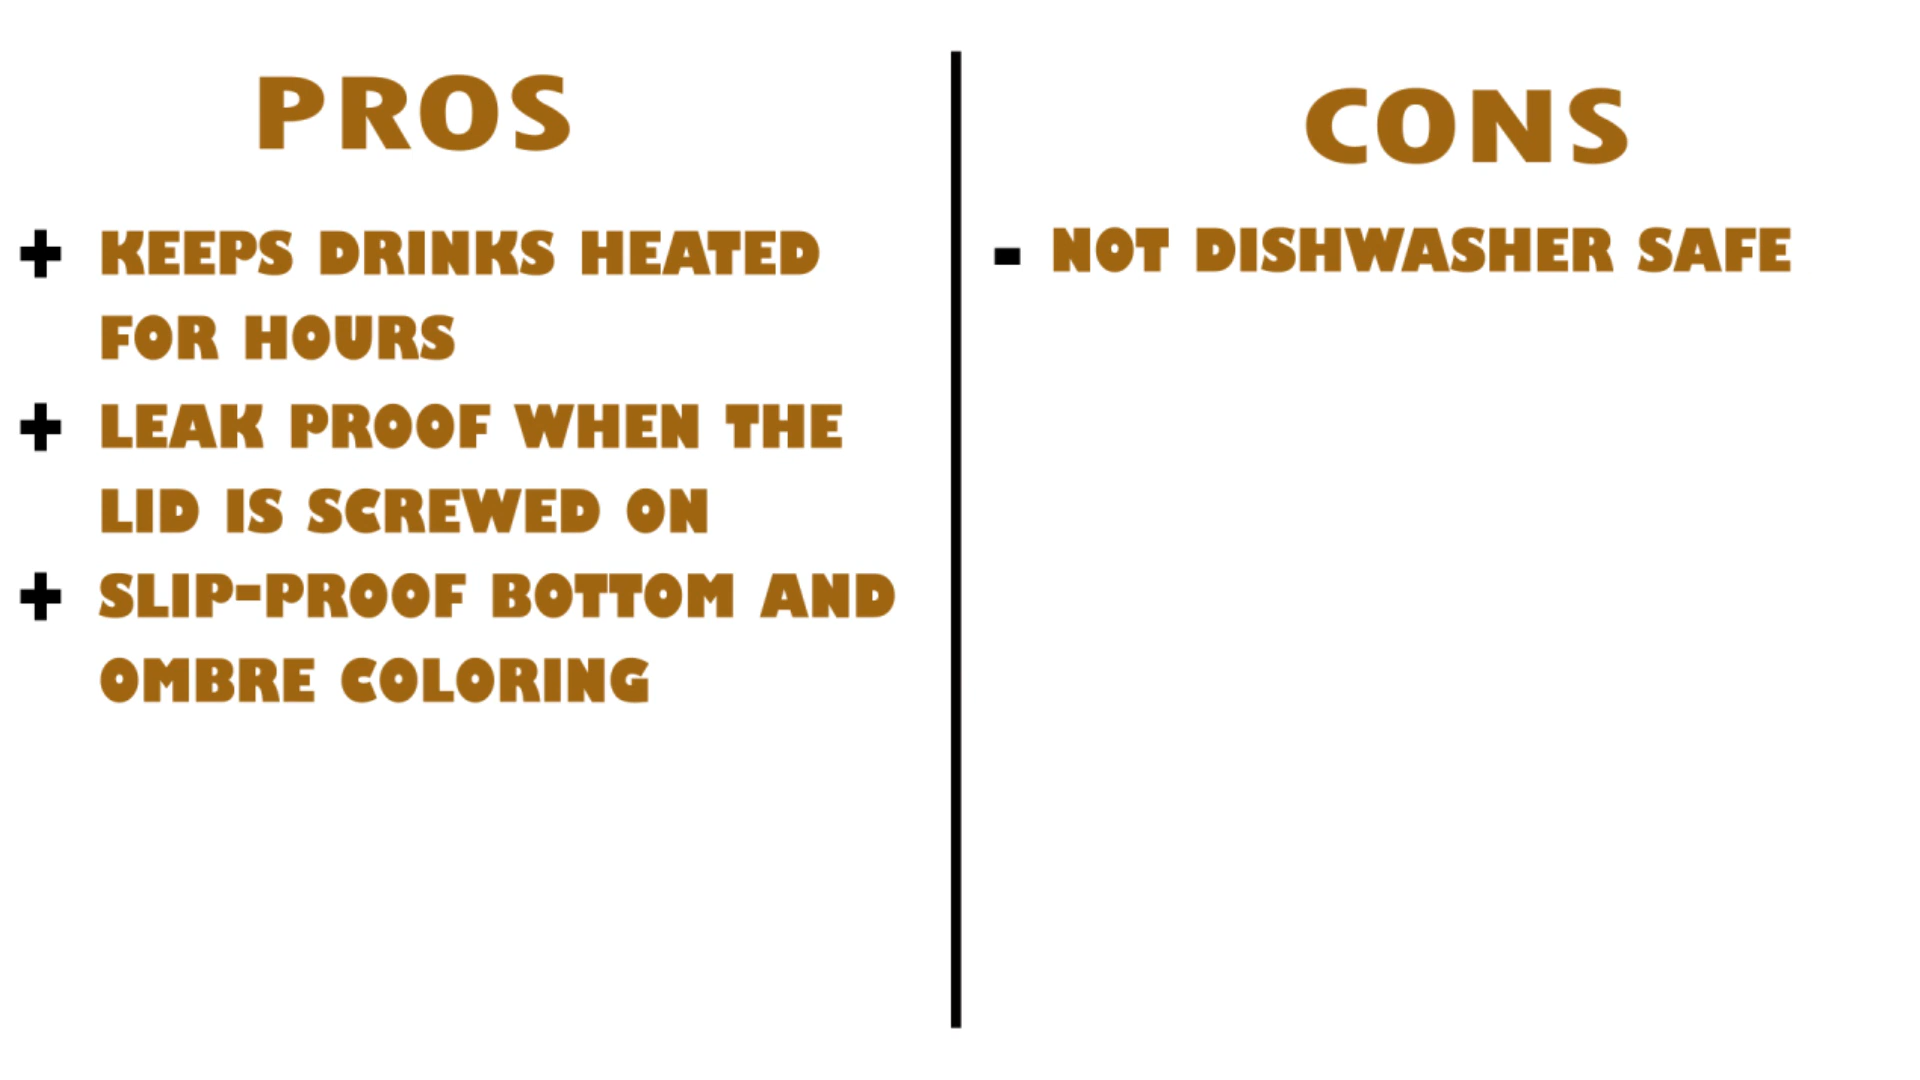 PROS
+ KEEPS DRINKS HEATED
FOR HOURS
+ LEAK PROOF WHEN THE
LID IS SCREWED ON
+ SLIP-PROOF BOTTOM AND
OMBRE COLORING
CONS
- NOT DISHWASHER SAFE